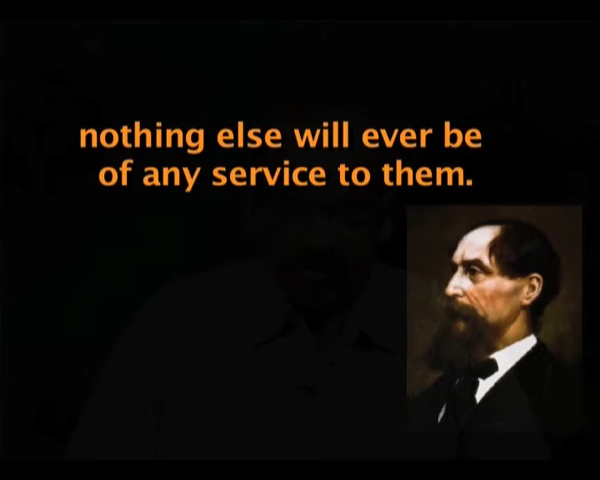 nothing else will ever be
of any service to them.